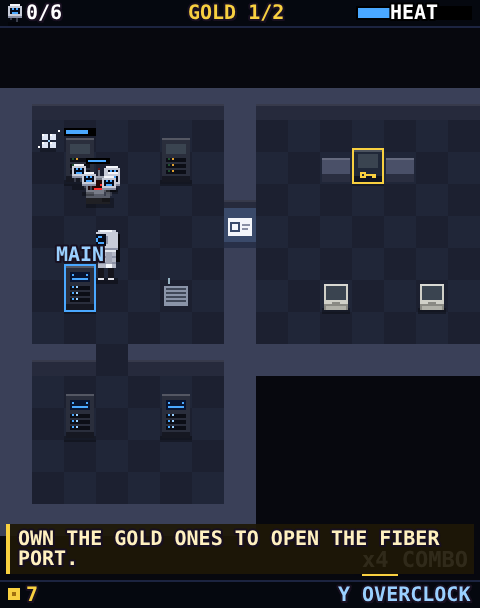 0/6
GOLD 1/2
HEAT
MAIN
OWN THE GOLD ONES TO OPEN THE FIBER
PORT.
x4 COMBO
7
Y OVERCLOCK